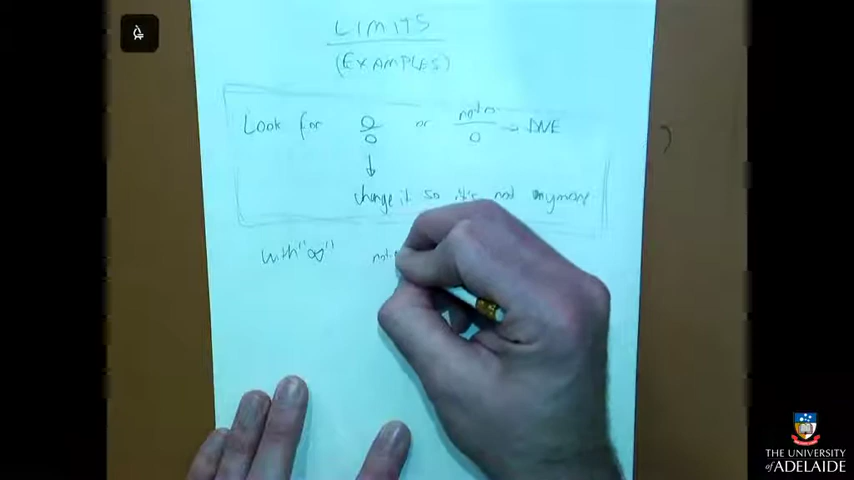 LIMITS
(EXAMPLES)
Look for 0/0 or not 0/0 → DNE
↓
change it so it's not anymore
with "∞" not
THE UNIVERSITY
of ADELAIDE